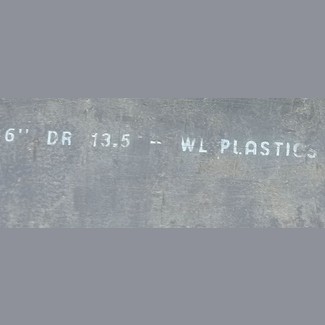 6" DR 13.5 -- WL PLASTICS